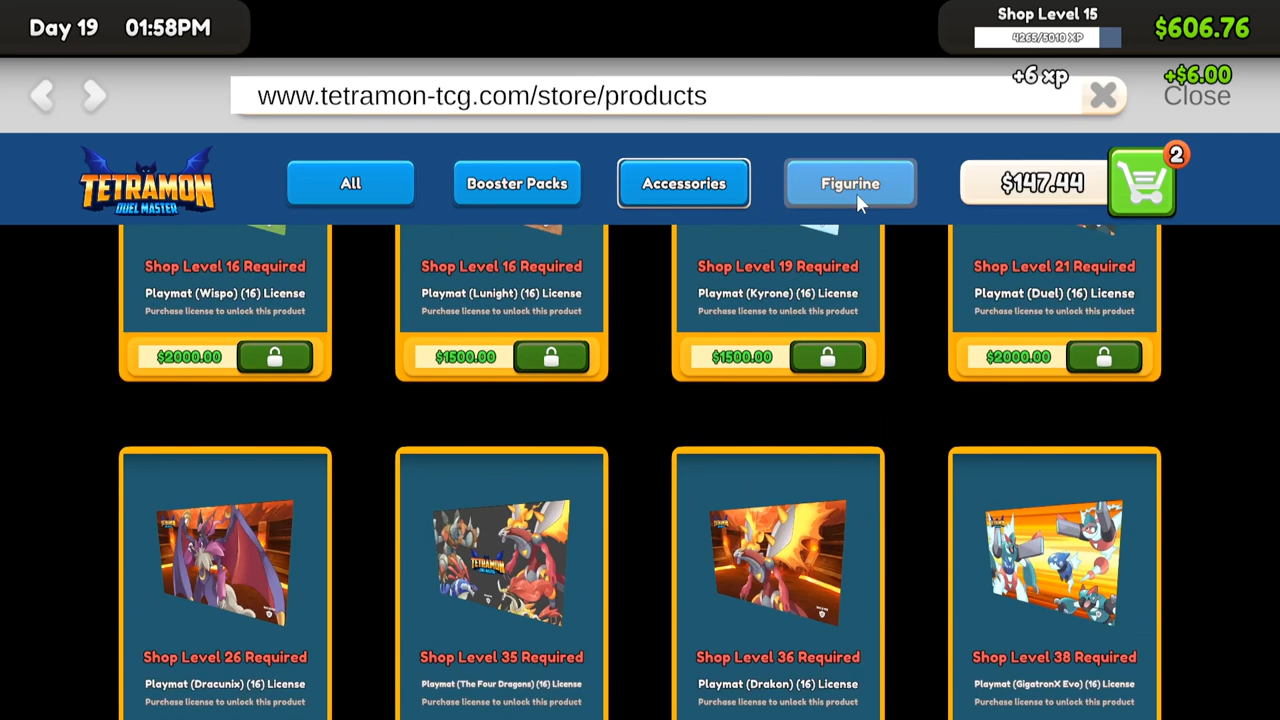 Day 19 01:58PM
Shop Level 15
4265/5010 XP
$606.76
www.tetramon-tcg.com/store/products
+6 xp
+$6.00
Close
TETRAMON
DUEL MASTER
All
Booster Packs
Accessories
Figurine
$147.44
2
Shop Level 16 Required
Playmat (Wispo) (16) License
Purchase license to unlock this product
$2000.00
Shop Level 16 Required
Playmat (Lunight) (16) License
Purchase license to unlock this product
$1500.00
Shop Level 19 Required
Playmat (Kyrone) (16) License
Purchase license to unlock this product
$1500.00
Shop Level 21 Required
Playmat (Duel) (16) License
Purchase license to unlock this product
$2000.00
Shop Level 26 Required
Playmat (Dracunix) (16) License
Purchase license to unlock this product
TETRAMON
Shop Level 35 Required
Playmat (The Four Dragons) (16) License
Purchase license to unlock this product
Shop Level 36 Required
Playmat (Drakon) (16) License
Purchase license to unlock this product
Shop Level 38 Required
Playmat (GigatronX Evo) (16) License
Purchase license to unlock this product